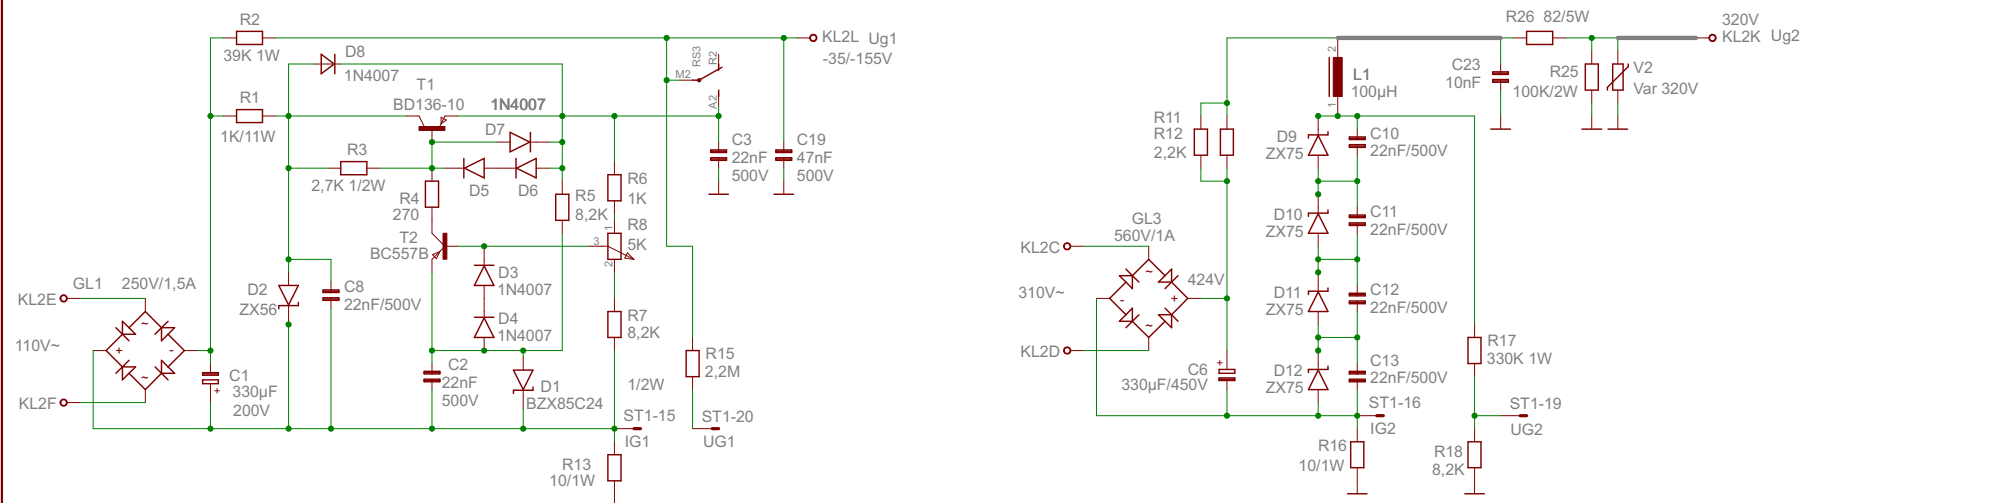 R2
39K 1W
D8
1N4007
T1
BD136-10
1N4007
R1
1K/11W
D7
R3
2,7K 1/2W
D5
D6
R4
270
T2
BC557B
R5
8,2K
R6
1K
1
R8
5K
3
2
D3
1N4007
D4
1N4007
R7
8,2K
D2
ZX56
C8
22nF/500V
GL1
250V/1,5A
KL2E
110V~
KL2F
~
+
-
~
C1
330µF
200V
+
C2
22nF
500V
D1
BZX85C24
1/2W
ST1-15
IG1
R13
10/1W
R15
2,2M
ST1-20
UG1
RS3
R2
M2
A2
C3
22nF
500V
C19
47nF
500V
KL2L
Ug1
-35/-155V
R26 82/5W
320V
KL2K
Ug2
2
L1
100µH
1
C23
10nF
R25
100K/2W
V2
Var 320V
R11
R12
2,2K
D9
ZX75
C10
22nF/500V
D10
ZX75
C11
22nF/500V
D11
ZX75
C12
22nF/500V
D12
ZX75
C13
22nF/500V
GL3
560V/1A
KL2C
310V~
KL2D
~
-
+
~
424V
C6
330µF/450V
+
R17
330K 1W
ST1-16
IG2
ST1-19
UG2
R16
10/1W
R18
8,2K